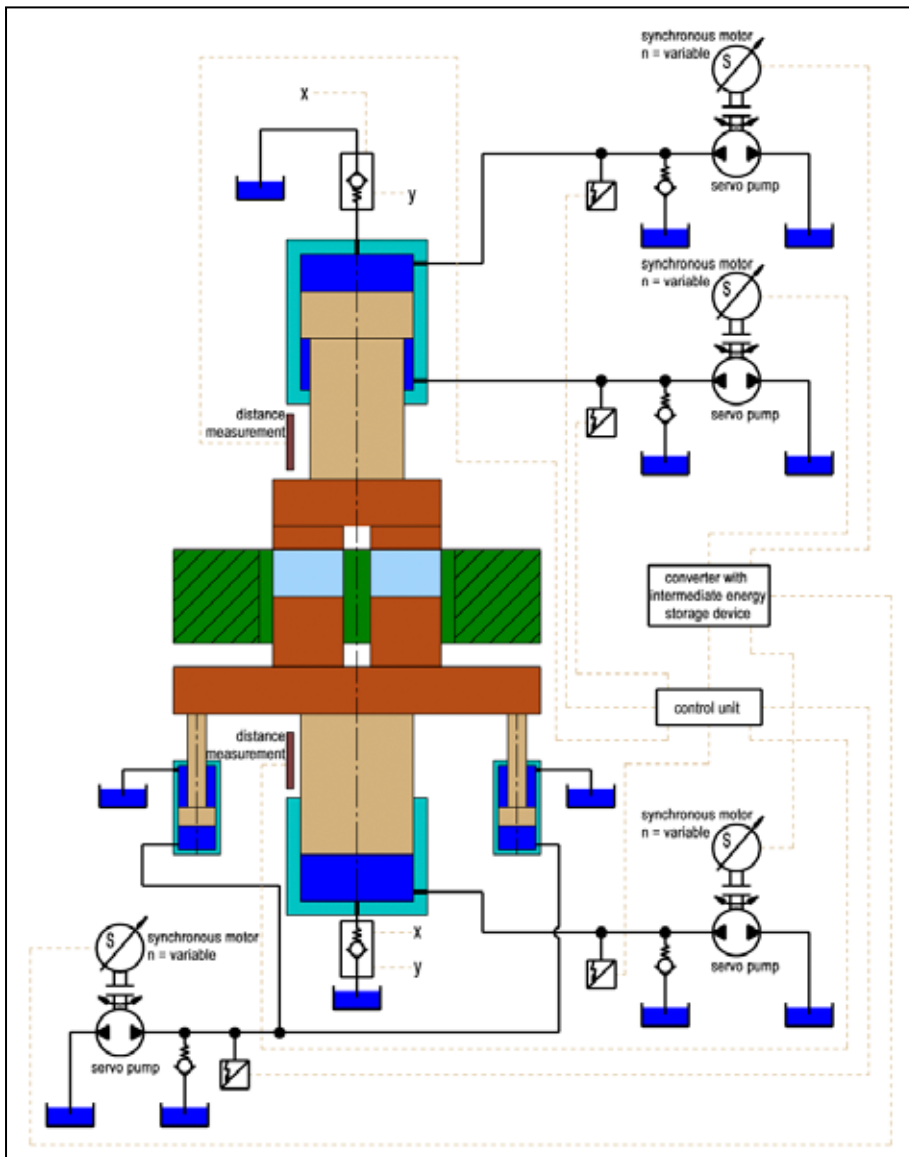 synchronous motor
n = variable
S
servo pump
x
y
synchronous motor
n = variable
S
servo pump
distance
measurement
converter with
intermediate energy
storage device
control unit
distance
measurement
synchronous motor
n = variable
S
servo pump
x
y
synchronous motor
n = variable
S
servo pump